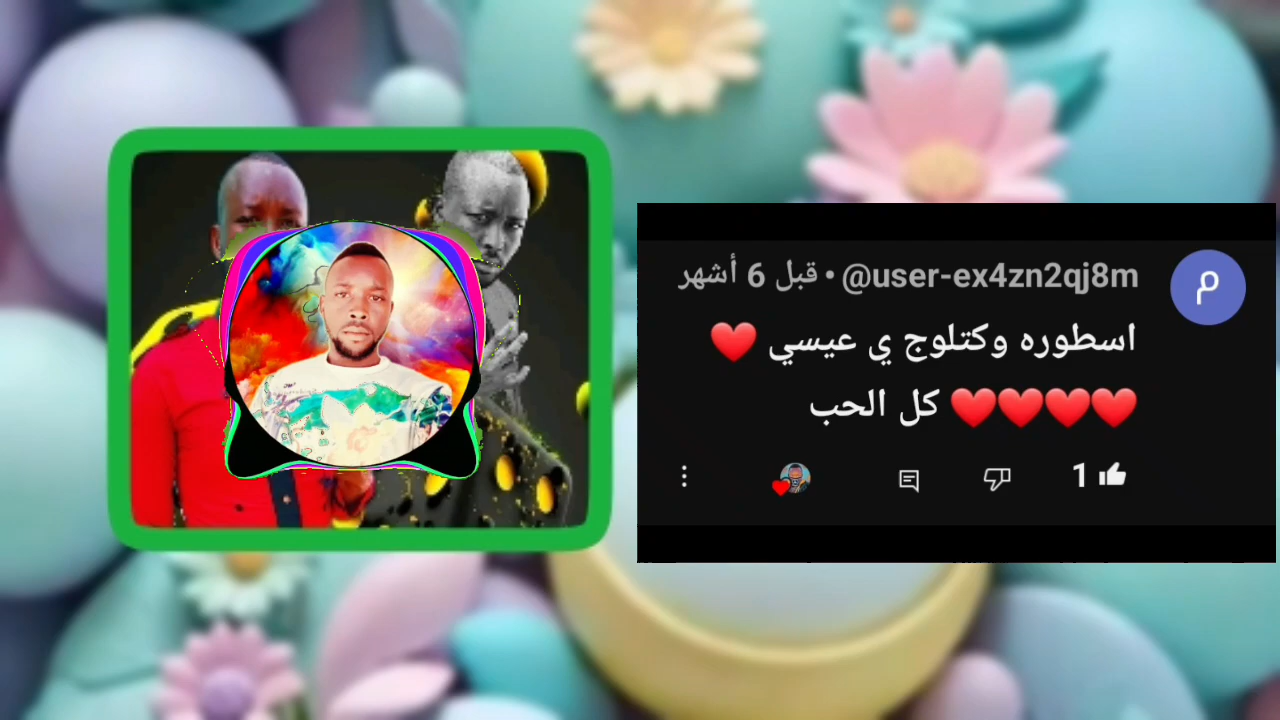 @user-ex4zn2qj8m • قبل 6 أشهر
م
اسطوره وكتلوج ي عيسي ❤️
❤️❤️❤️❤️ كل الحب
1